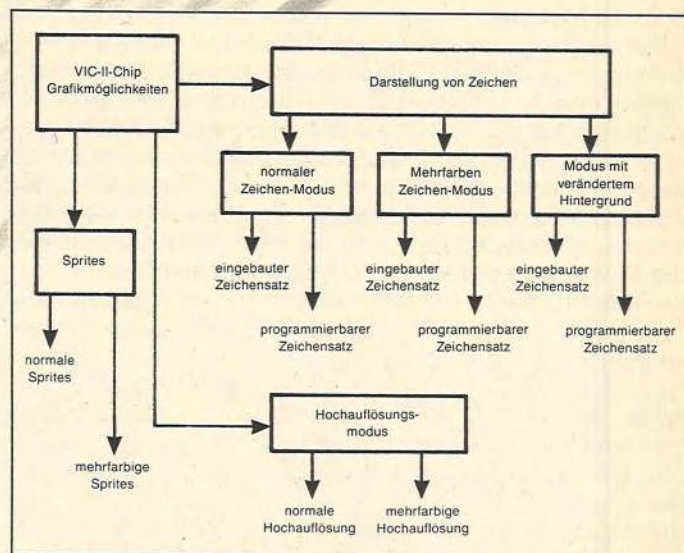 VIC-II-Chip
Grafikmöglichkeiten
Darstellung von Zeichen
normaler
Zeichen-Modus
Mehrfarben
Zeichen-Modus
Modus mit
verändertem
Hintergrund
Sprites
eingebauter
Zeichensatz
eingebauter
Zeichensatz
eingebauter
Zeichensatz
programmierbarer
Zeichensatz
programmierbarer
Zeichensatz
programmierbarer
Zeichensatz
normale
Sprites
mehrfarbige
Sprites
Hochauflösungs-
modus
normale
Hochauflösung
mehrfarbige
Hochauflösung